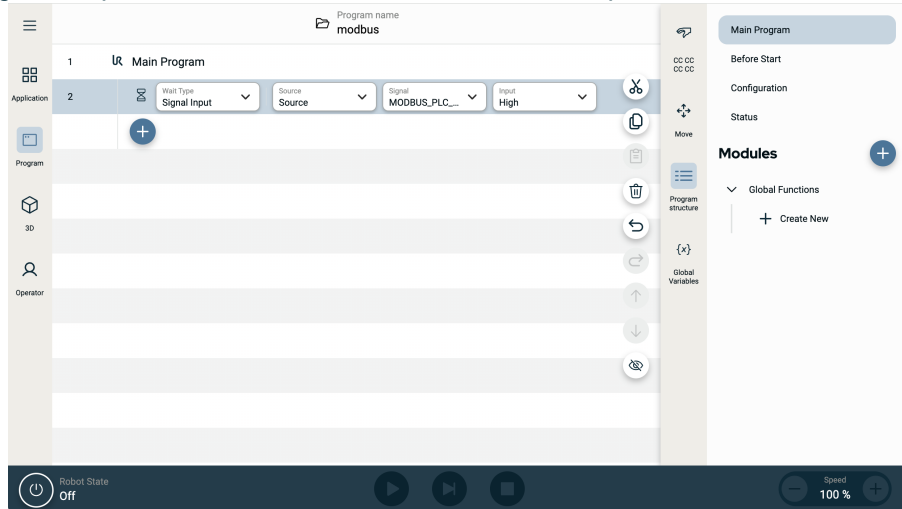 Program name
modbus
Application
Program
3D
Operator
1 Main Program
2 Wait Type Signal Input Source Source Signal MODBUS_PLC_... Input High
CC CC
CC CC
Move
Program
structure
{x}
Global
Variables
Main Program
Before Start
Configuration
Status
Modules
Global Functions
Create New
Robot State
Off
Speed
100 %